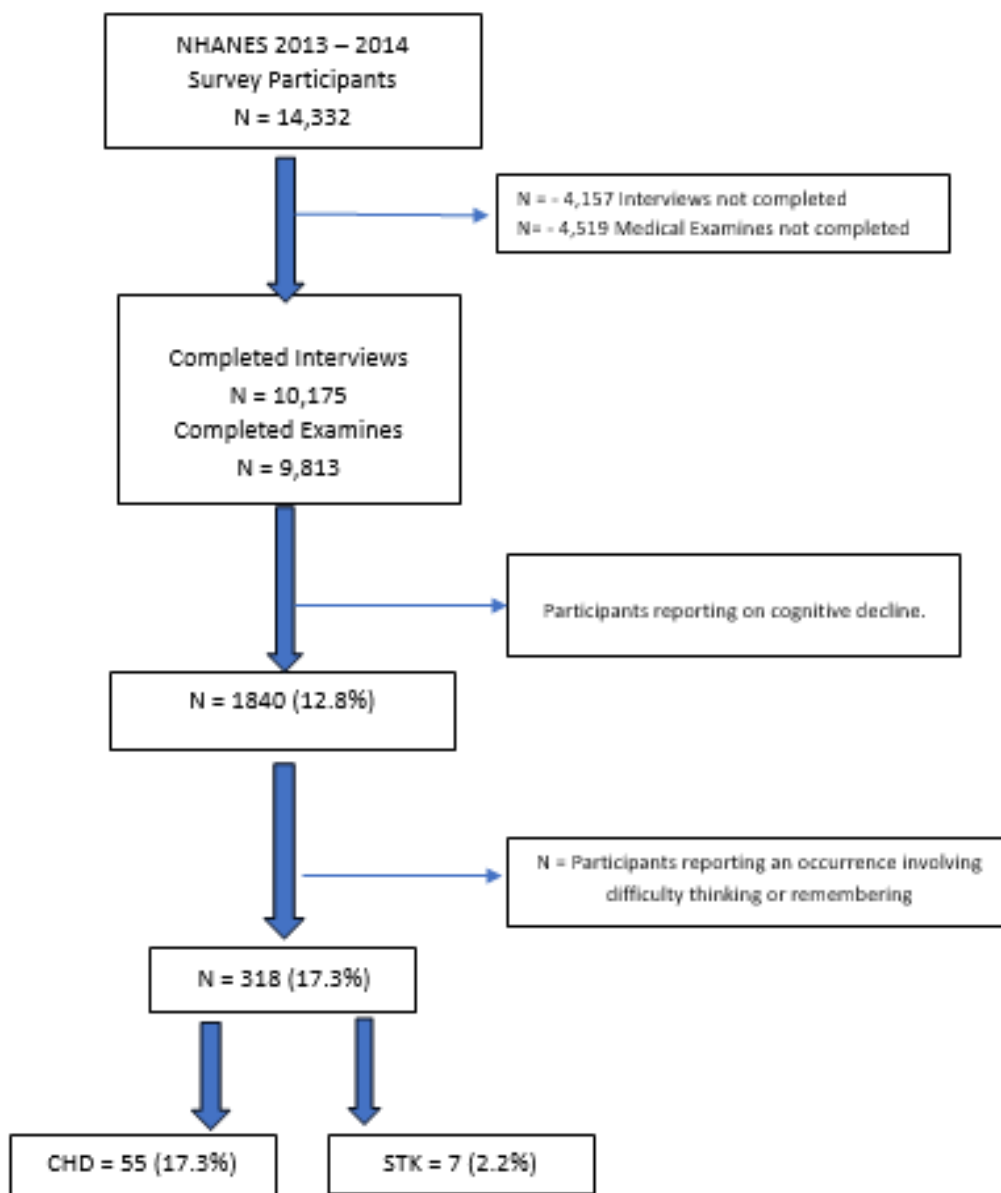 NHANES 2013 – 2014
Survey Participants
N = 14,332
N = - 4,157 Interviews not completed
N= - 4,519 Medical Examines not completed
Completed Interviews
N = 10,175
Completed Examines
N = 9,813
Participants reporting on cognitive decline.
N = 1840 (12.8%)
N = Participants reporting an occurrence involving
difficulty thinking or remembering
N = 318 (17.3%)
CHD = 55 (17.3%)
STK = 7 (2.2%)